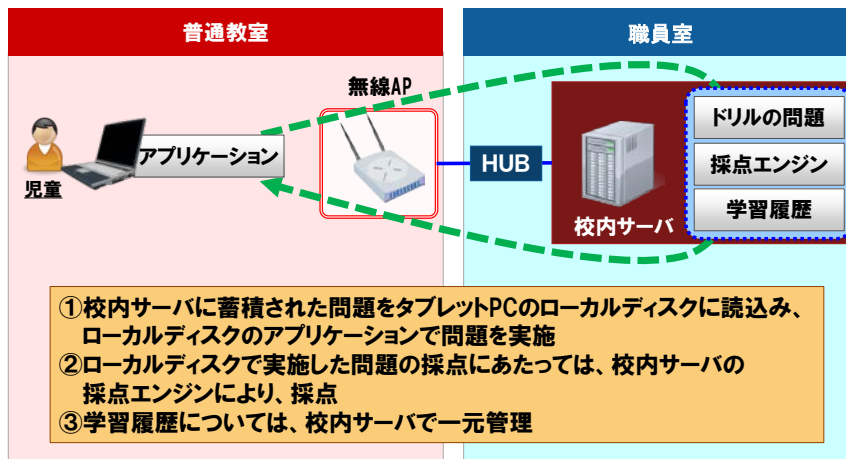 普通教室
職員室
無線AP
アプリケーション
児童
HUB
校内サーバ
ドリルの問題
採点エンジン
学習履歴
①校内サーバに蓄積された問題をタブレットPCのローカルディスクに読込み、
ローカルディスクのアプリケーションで問題を実施
②ローカルディスクで実施した問題の採点にあたっては、校内サーバの
採点エンジンにより、採点
③学習履歴については、校内サーバで一元管理